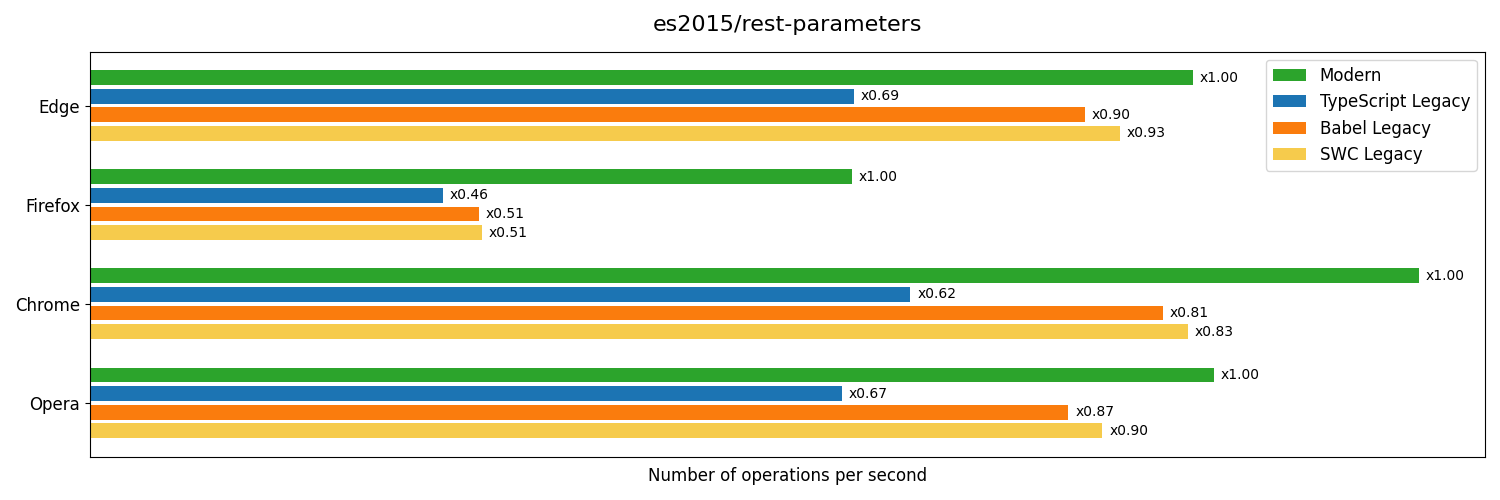 es2015/rest-parameters
Modern
TypeScript Legacy
Babel Legacy
SWC Legacy
Edge
x1.00
x0.69
x0.90
x0.93
Firefox
x1.00
x0.46
x0.51
x0.51
Chrome
x1.00
x0.62
x0.81
x0.83
Opera
x1.00
x0.67
x0.87
x0.90
Number of operations per second